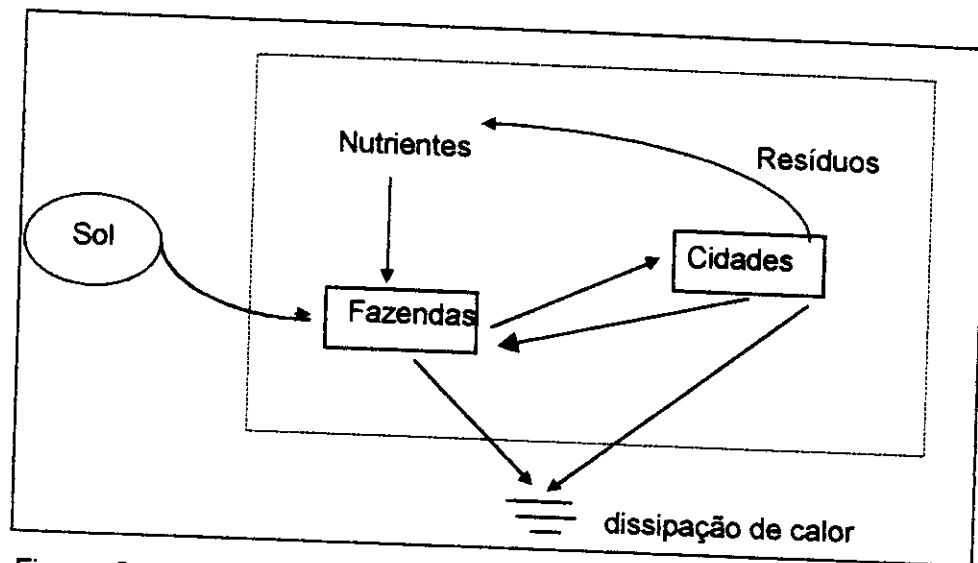 Nutrientes
Resíduos
Sol
Cidades
Fazendas
dissipação de calor